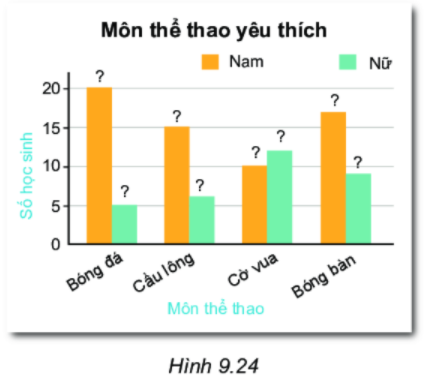 Môn thể thao yêu thích
Nam Nữ
Số học sinh
20
15
10
5
0
? ? ? ? ? ? ? ?
Bóng đá Cầu lông Cờ vua Bóng bàn
Môn thể thao
Hình 9.24